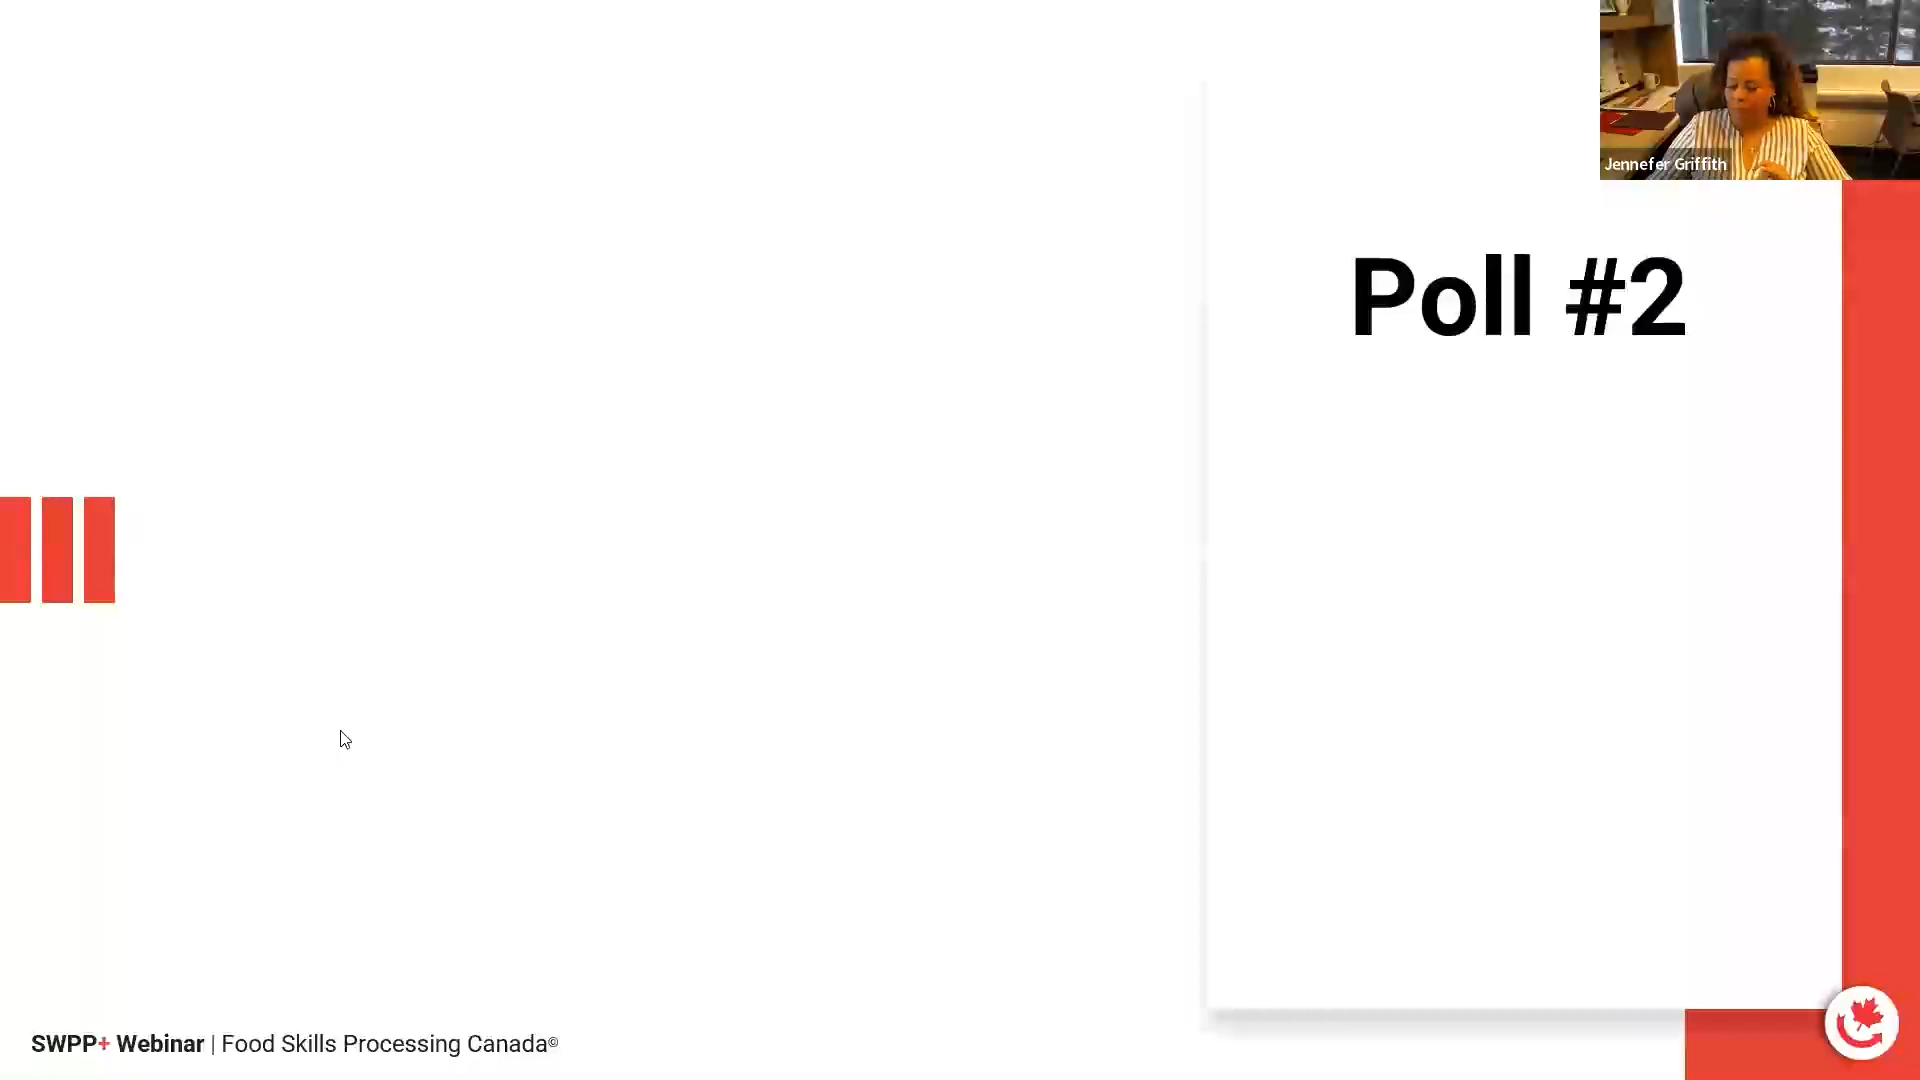 Jennefer Griffith
Poll #2
SWPP+ Webinar | Food Skills Processing Canada©